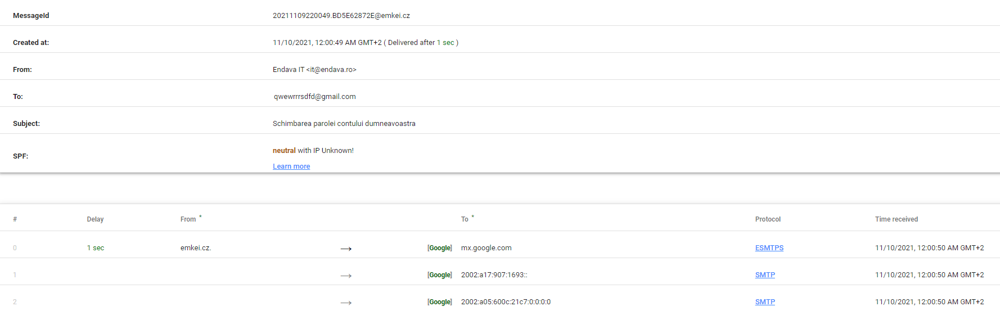 MessageId 20211109220049.BD5E62872E@emkei.cz
Created at: 11/10/2021, 12:00:49 AM GMT+2 ( Delivered after 1 sec )
From: Endava IT <it@endava.ro>
To: qwewrrrsdfd@gmail.com
Subject: Schimbarea parolei contului dumneavoastra
SPF: neutral with IP Unknown!
Learn more
# Delay From * To * Protocol Time received
0 1 sec emkei.cz. → [Google] mx.google.com ESMTPS 11/10/2021, 12:00:50 AM GMT+2
1 → [Google] 2002:a17:907:1693:: SMTP 11/10/2021, 12:00:50 AM GMT+2
2 → [Google] 2002:a05:600c:21c7:0:0:0:0 SMTP 11/10/2021, 12:00:50 AM GMT+2